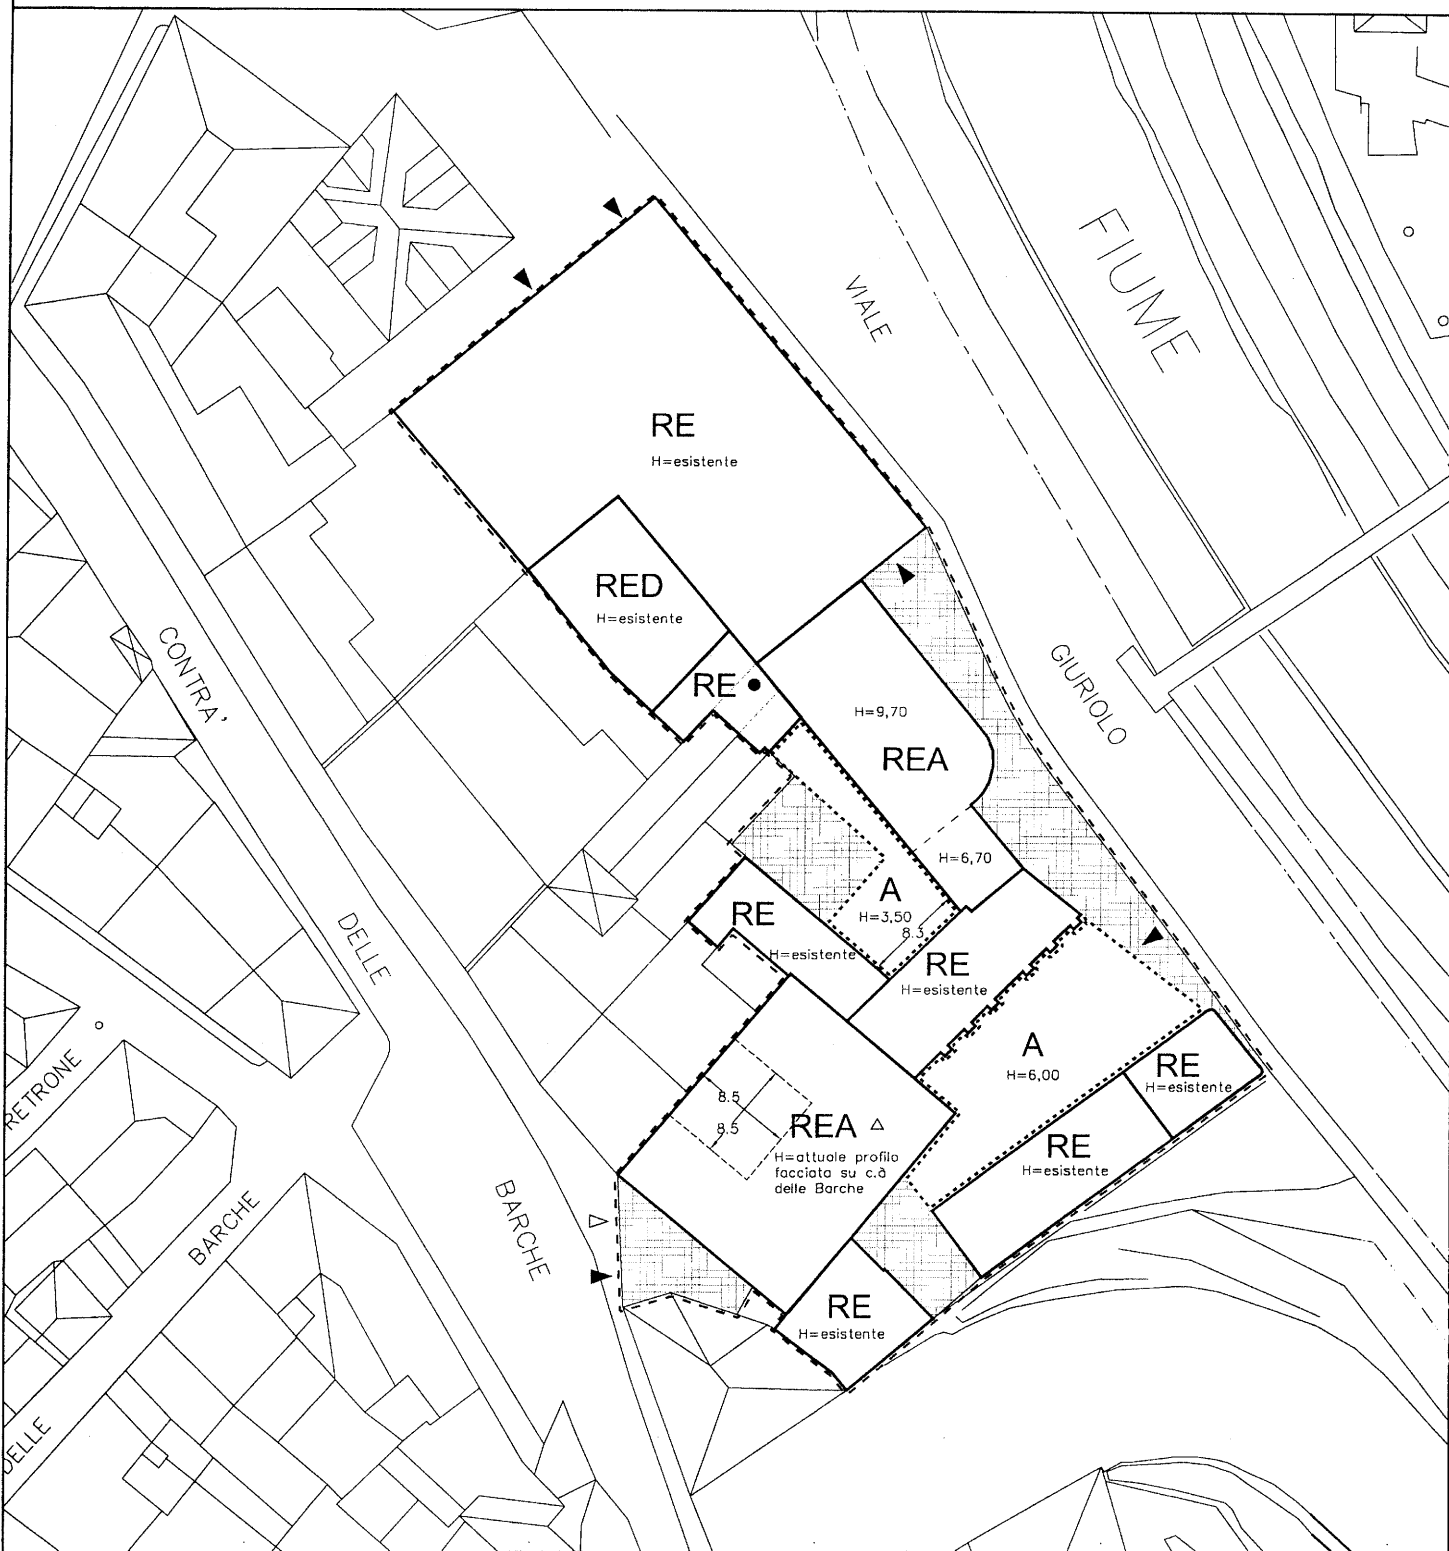 FIUME
VIALE
GIURIOLO
RE
H=esistente
RED
H=esistente
RE
H=9,70
REA
H=6,70
A
H=3,50
8.3
RE
H=esistente
RE
H=esistente
A
H=6,00
RE
H=esistente
RE
H=esistente
8.5
8.5
REA
H=attuale profilo
facciata su c.à
delle Barche
RE
H=esistente
CONTRA'
DELLE
BARCHE
RETRONE
BARCHE
DELLE